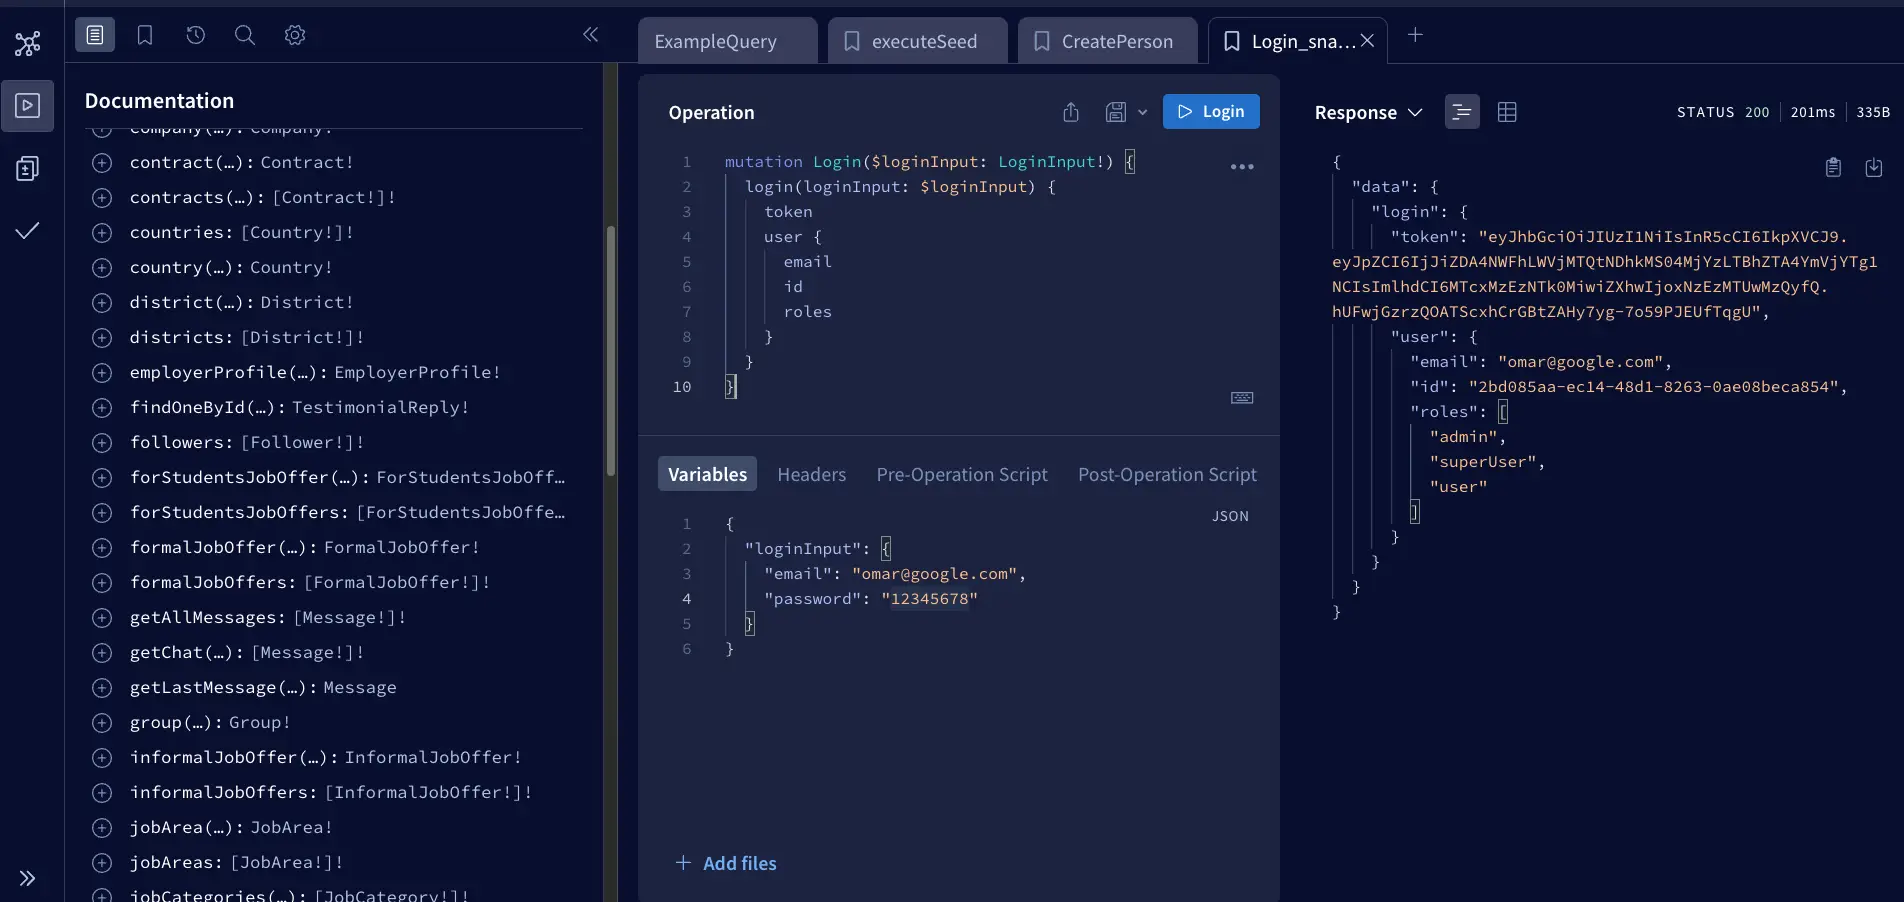 ExampleQuery
executeSeed
CreatePerson
Login_sna…
Documentation
company(…): Company!
contract(…): Contract!
contracts(…): [Contract!]!
countries: [Country!]!
country(…): Country!
district(…): District!
districts: [District!]!
employerProfile(…): EmployerProfile!
findOneById(…): TestimonialReply!
followers: [Follower!]!
forStudentsJobOffer(…): ForStudentsJobOff…
forStudentsJobOffers: [ForStudentsJobOffe…
formalJobOffer(…): FormalJobOffer!
formalJobOffers: [FormalJobOffer!]!
getAllMessages: [Message!]!
getChat(…): [Message!]!
getLastMessage(…): Message
group(…): Group!
informalJobOffer(…): InformalJobOffer!
informalJobOffers: [InformalJobOffer!]!
jobArea(…): JobArea!
jobAreas: [JobArea!]!
jobCategories(…): [JobCategory!]!
Operation
Login
1 mutation Login($loginInput: LoginInput!) {
2 login(loginInput: $loginInput) {
3 token
4 user {
5 email
6 id
7 roles
8 }
9 }
10 }
Variables Headers Pre-Operation Script Post-Operation Script
JSON
1 {
2 "loginInput": {
3 "email": "omar@google.com",
4 "password": "12345678"
5 }
6 }
+ Add files
Response
STATUS 200 201ms 335B
{
"data": {
"login": {
"token": "eyJhbGciOiJIUzI1NiIsInR5cCI6IkpXVCJ9.
eyJpZCI6IjJiZDA4NWFhLWVjMTQtNDhkMS04MjYzLTBhZTA4YmVjYTg1
NCIsImlhdCI6MTcxMzEzNTk0MiwiZXhwIjoxNzEzMTUwMzQyfQ.
hUFwjGzrzQOATScxhCrGBtZAHy7yg-7o59PJEUfTqgU",
"user": {
"email": "omar@google.com",
"id": "2bd085aa-ec14-48d1-8263-0ae08beca854",
"roles": [
"admin",
"superUser",
"user"
]
}
}
}
}